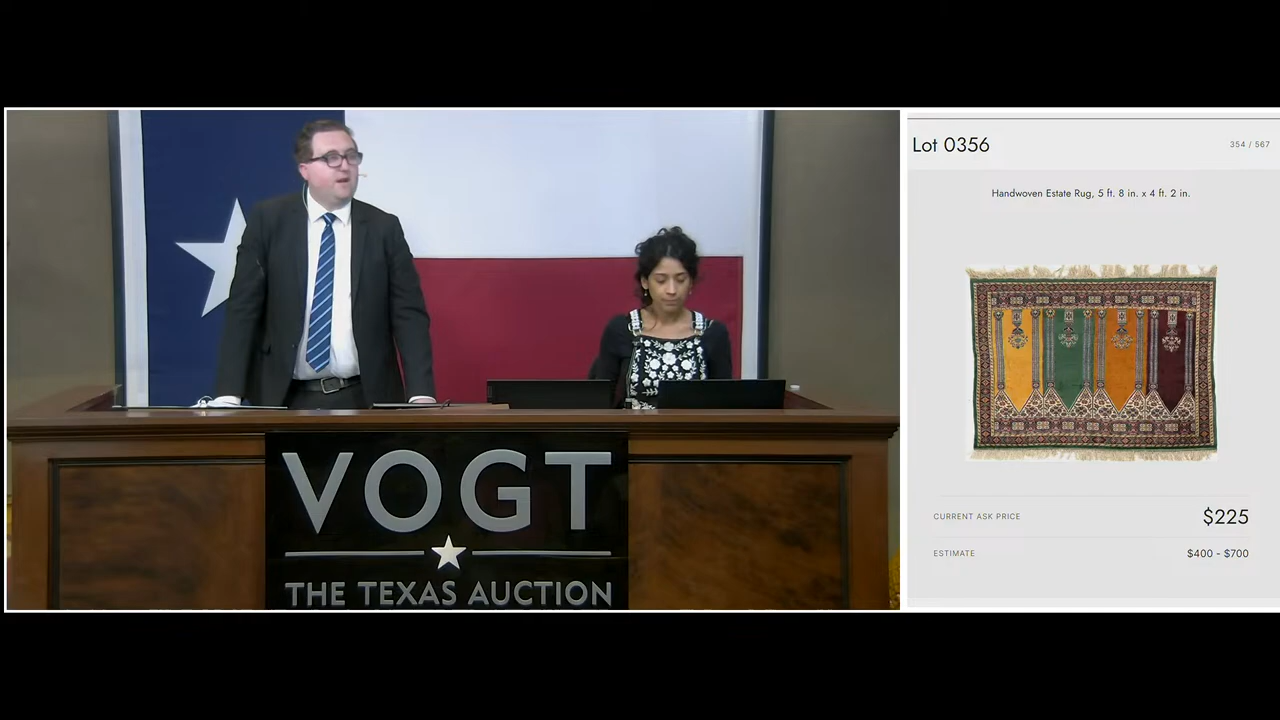 Lot 0356
354 / 567
Handwoven Estate Rug, 5 ft. 8 in. x 4 ft. 2 in.
CURRENT ASK PRICE
$225
ESTIMATE
$400 - $700
VOGT
THE TEXAS AUCTION